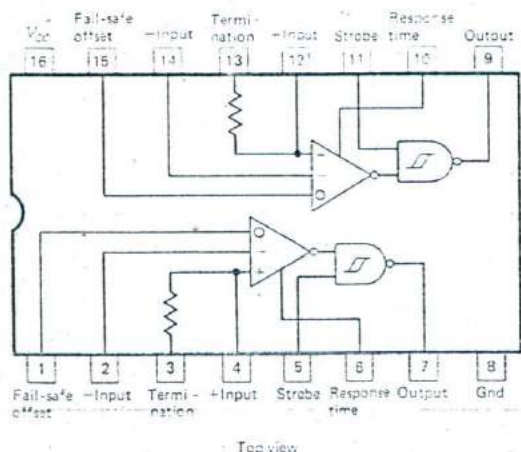 Fail-safe Termi- Response
Vcc offset −Input nation +Input Strobe time Output
16 15 14 13 12 11 10 9
1 2 3 4 5 6 7 8
Fail-safe −Input Termi- +Input Strobe Response Output Gnd
offset nation time
Top view